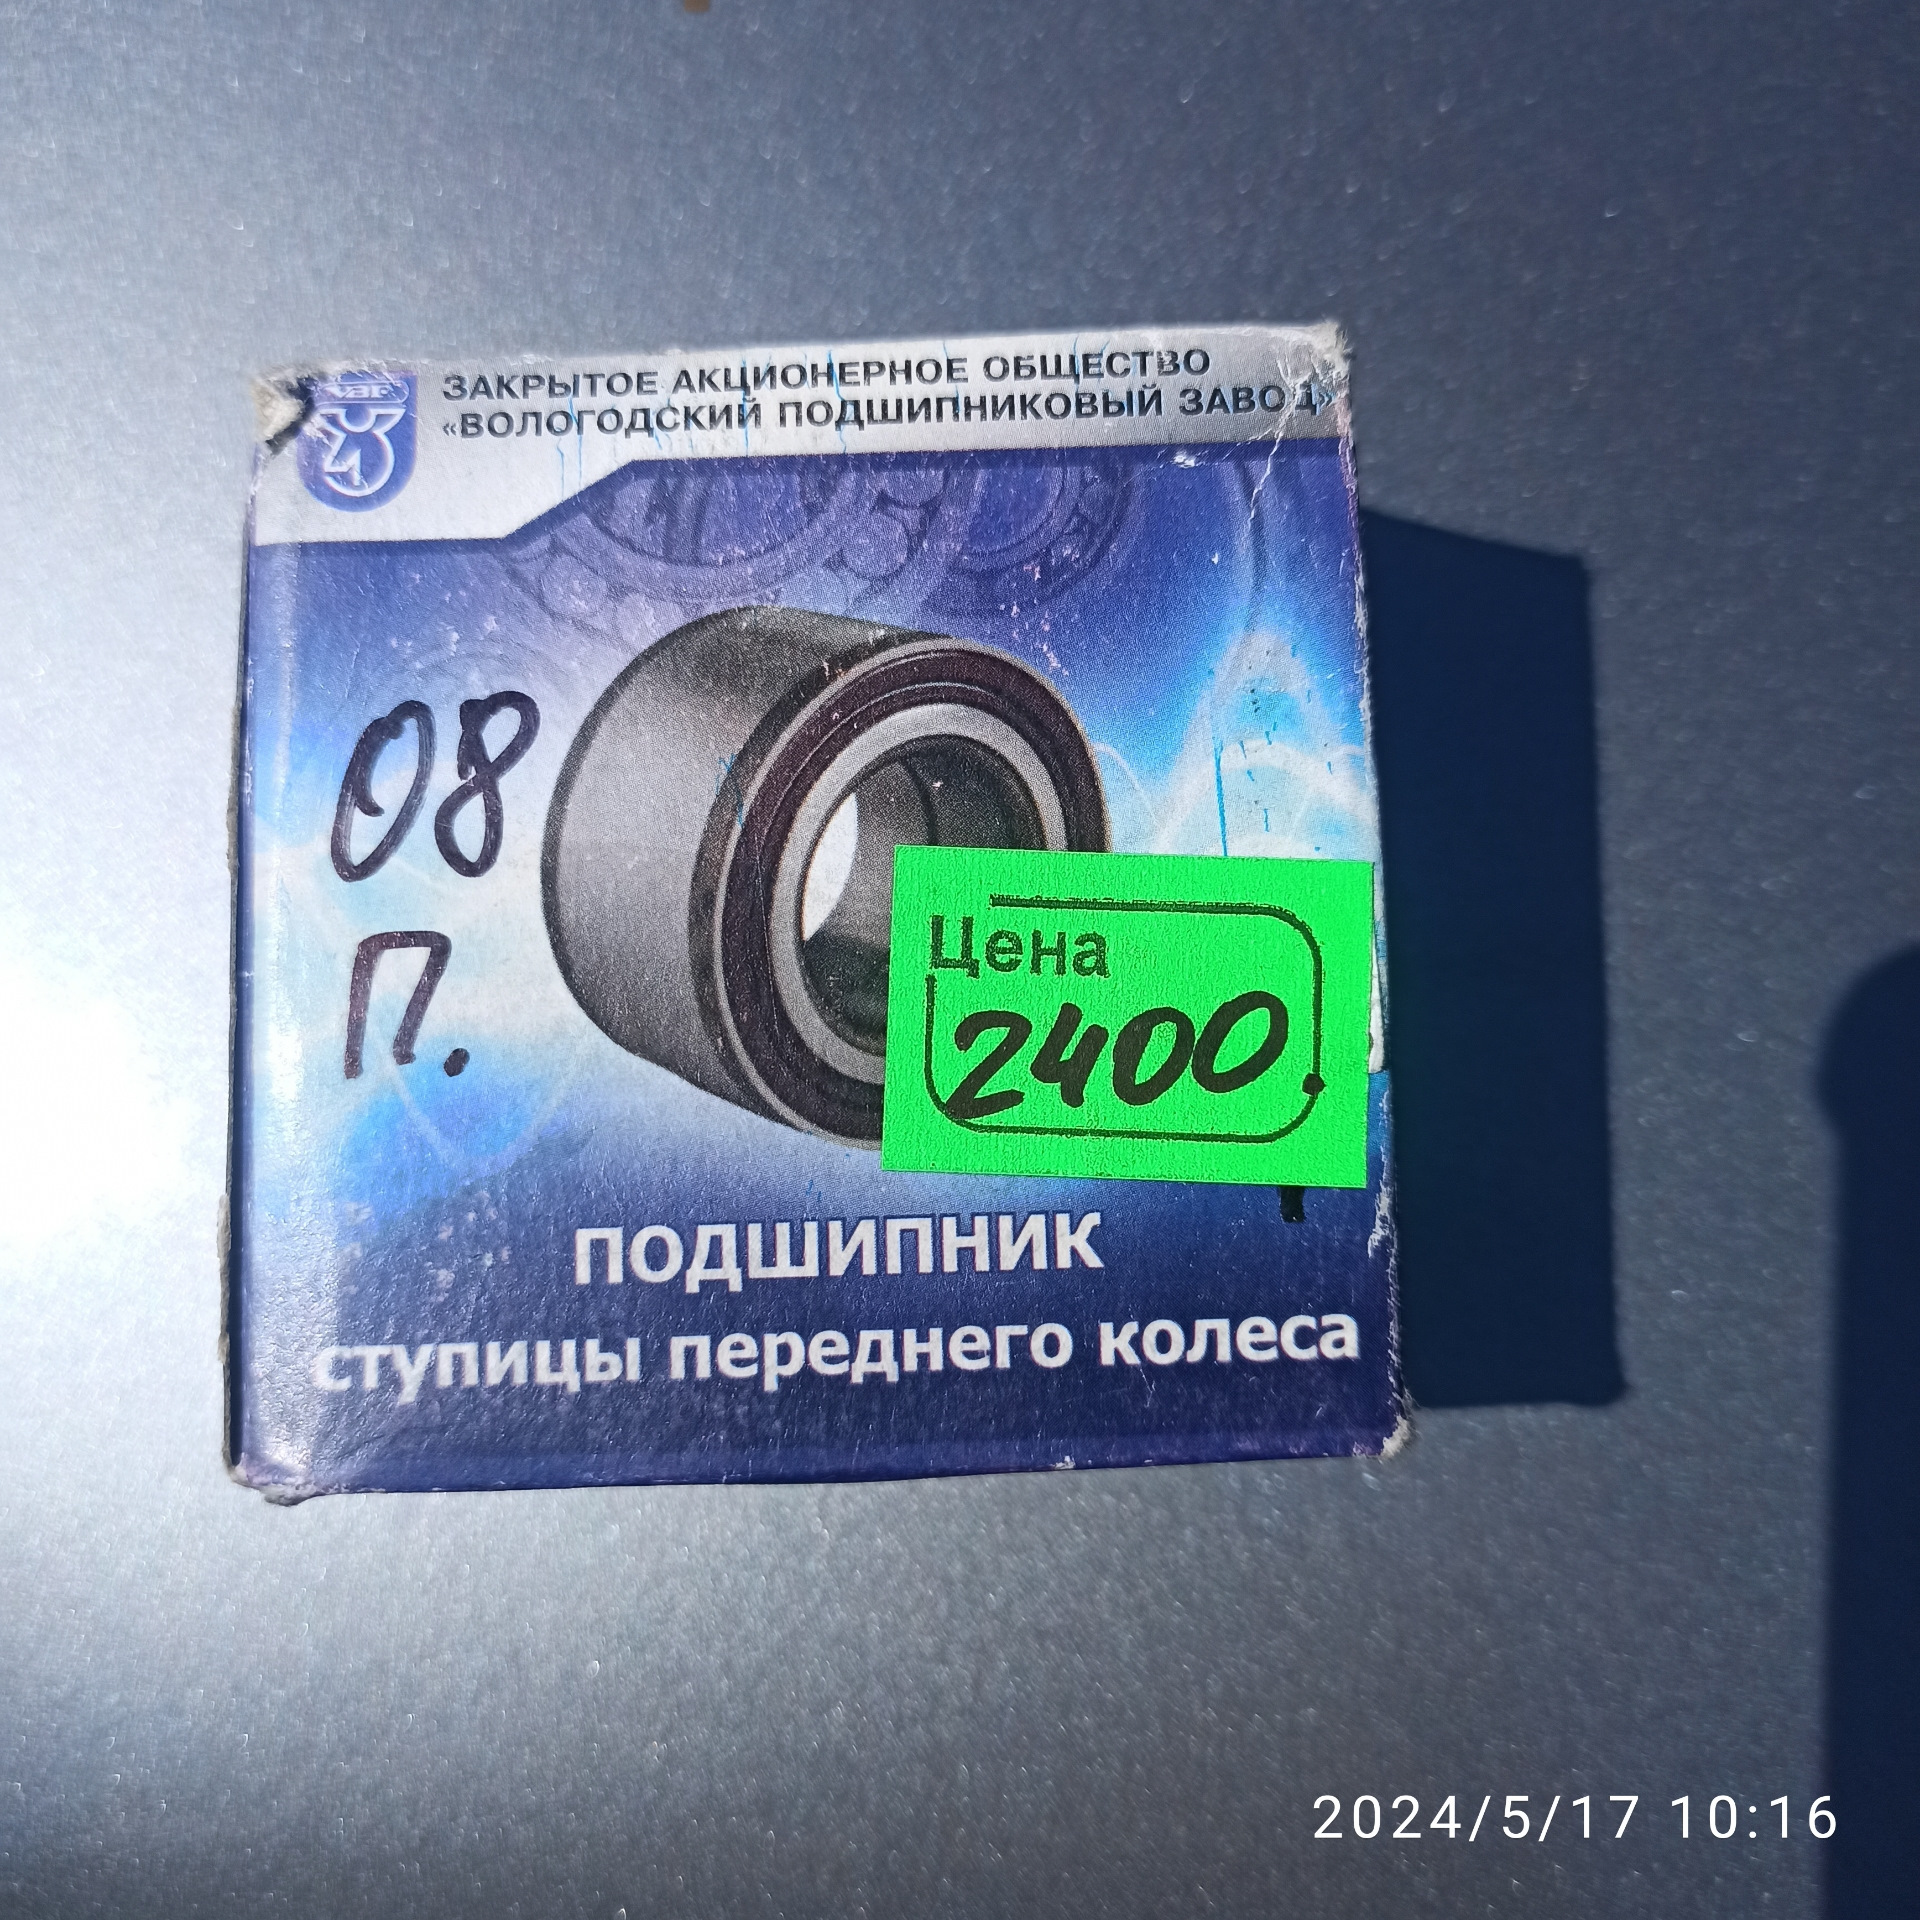 ЗАКРЫТОЕ АКЦИОНЕРНОЕ ОБЩЕСТВО
«ВОЛОГОДСКИЙ ПОДШИПНИКОВЫЙ ЗАВОД»
08
П.
Цена
2400.
ПОДШИПНИК
ступицы переднего колеса
2024/5/17 10:16